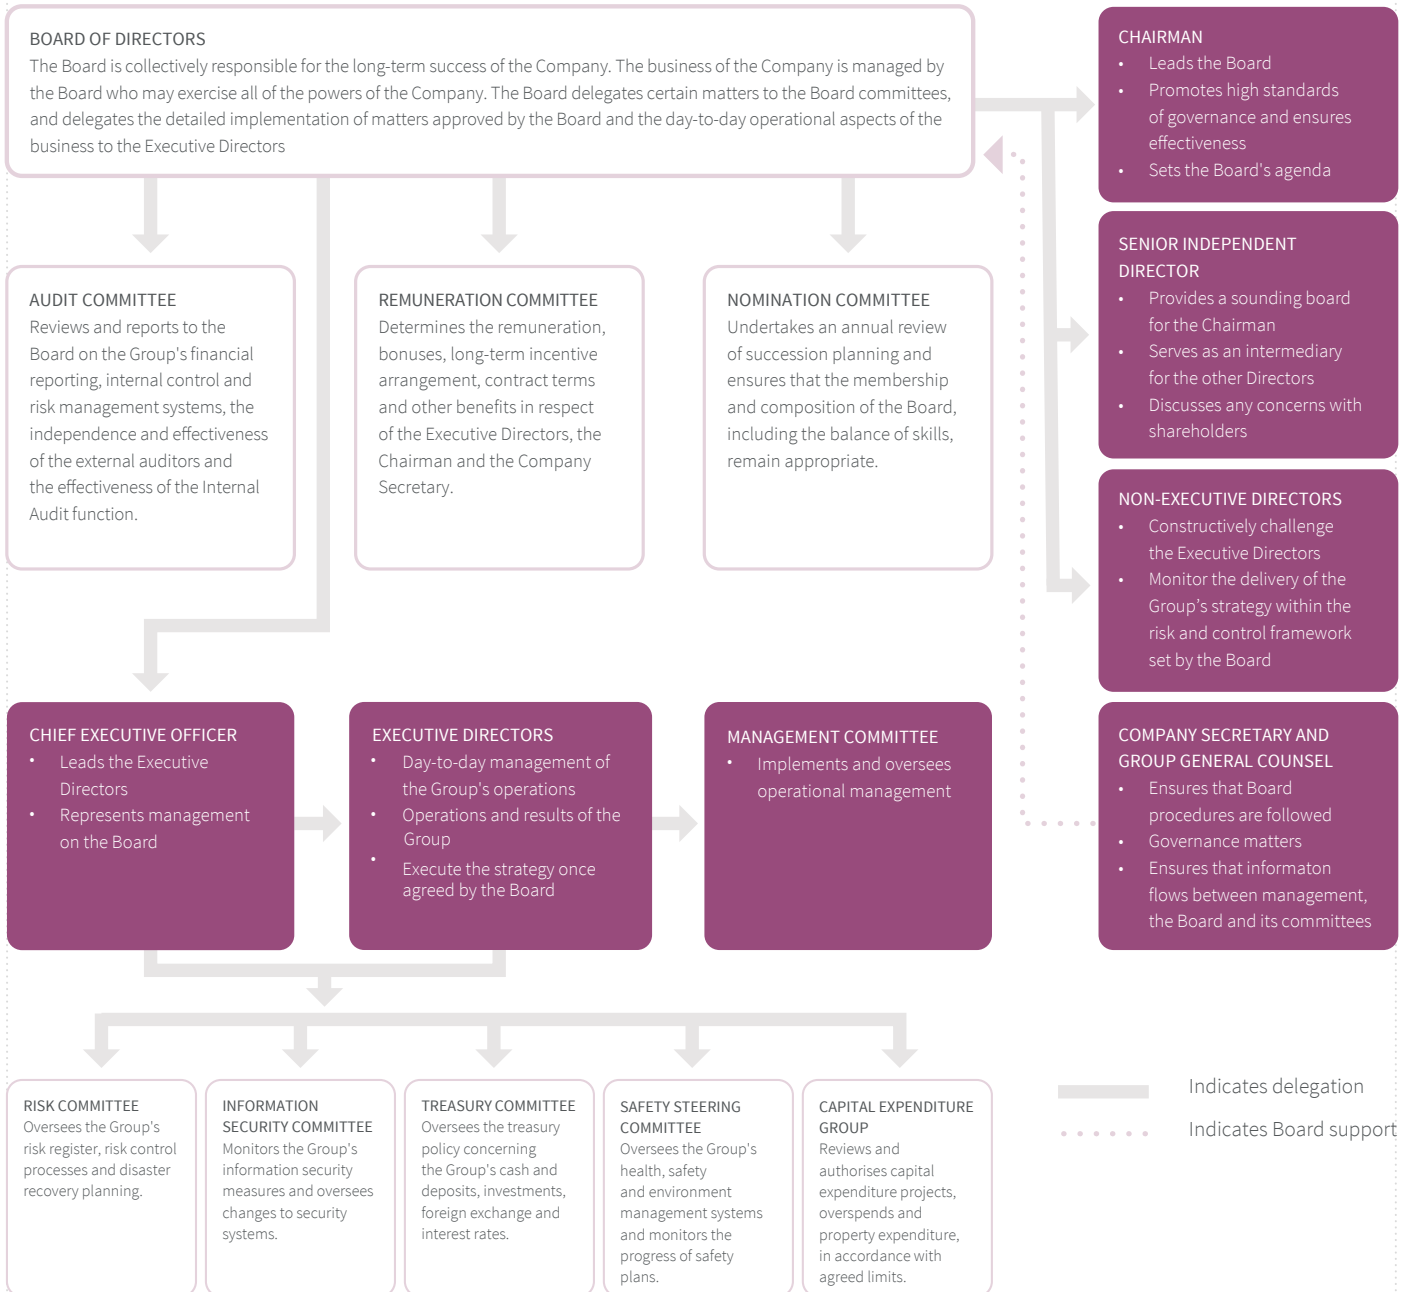 BOARD OF DIRECTORS
The Board is collectively responsible for the long-term success of the Company. The business of the Company is managed by
the Board who may exercise all of the powers of the Company. The Board delegates certain matters to the Board committees,
and delegates the detailed implementation of matters approved by the Board and the day-to-day operational aspects of the
business to the Executive Directors
CHAIRMAN
• Leads the Board
• Promotes high standards
of governance and ensures
effectiveness
• Sets the Board's agenda
SENIOR INDEPENDENT
DIRECTOR
• Provides a sounding board
for the Chairman
• Serves as an intermediary
for the other Directors
• Discusses any concerns with
shareholders
NON-EXECUTIVE DIRECTORS
• Constructively challenge
the Executive Directors
• Monitor the delivery of the
Group’s strategy within the
risk and control framework
set by the Board
AUDIT COMMITTEE
Reviews and reports to the
Board on the Group's financial
reporting, internal control and
risk management systems, the
independence and effectiveness
of the external auditors and
the effectiveness of the Internal
Audit function.
REMUNERATION COMMITTEE
Determines the remuneration,
bonuses, long-term incentive
arrangement, contract terms
and other benefits in respect
of the Executive Directors, the
Chairman and the Company
Secretary.
NOMINATION COMMITTEE
Undertakes an annual review
of succession planning and
ensures that the membership
and composition of the Board,
including the balance of skills,
remain appropriate.
CHIEF EXECUTIVE OFFICER
• Leads the Executive
Directors
• Represents management
on the Board
EXECUTIVE DIRECTORS
• Day-to-day management of
the Group's operations
• Operations and results of the
Group
• Execute the strategy once
agreed by the Board
MANAGEMENT COMMITTEE
• Implements and oversees
operational management
COMPANY SECRETARY AND
GROUP GENERAL COUNSEL
• Ensures that Board
procedures are followed
• Governance matters
• Ensures that informaton
flows between management,
the Board and its committees
RISK COMMITTEE
Oversees the Group's
risk register, risk control
processes and disaster
recovery planning.
INFORMATION
SECURITY COMMITTEE
Monitors the Group's
information security
measures and oversees
changes to security
systems.
TREASURY COMMITTEE
Oversees the treasury
policy concerning
the Group's cash and
deposits, investments,
foreign exchange and
interest rates.
SAFETY STEERING
COMMITTEE
Oversees the Group's
health, safety
and environment
management systems
and monitors the
progress of safety
plans.
CAPITAL EXPENDITURE
GROUP
Reviews and
authorises capital
expenditure projects,
overspends and
property expenditure,
in accordance with
agreed limits.
Indicates delegation
Indicates Board support